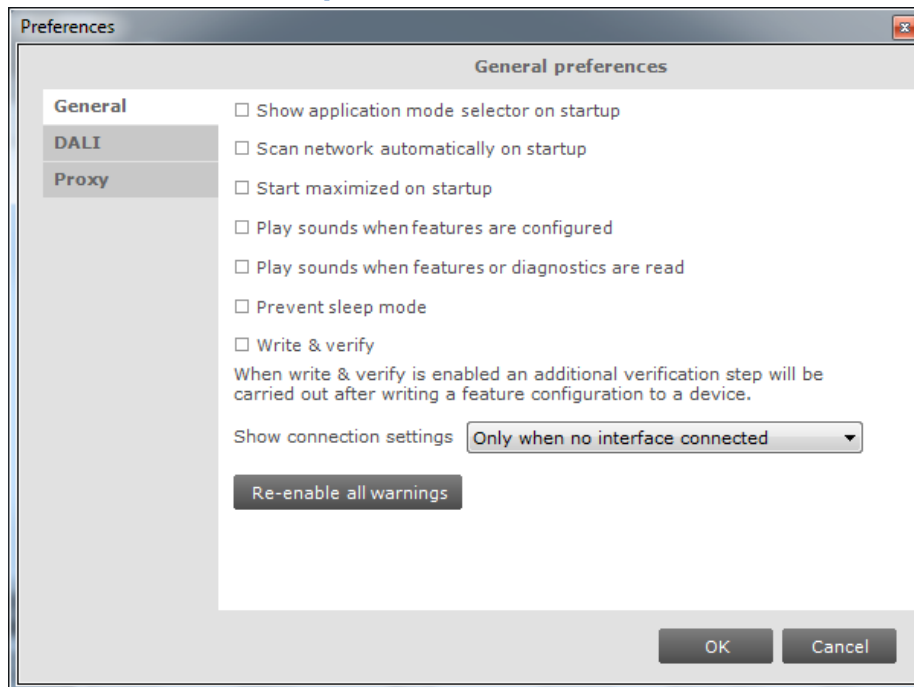 Preferences
General preferences
General
DALI
Proxy
Show application mode selector on startup
Scan network automatically on startup
Start maximized on startup
Play sounds when features are configured
Play sounds when features or diagnostics are read
Prevent sleep mode
Write & verify
When write & verify is enabled an additional verification step will be
carried out after writing a feature configuration to a device.
Show connection settings Only when no interface connected
Re-enable all warnings
OK Cancel